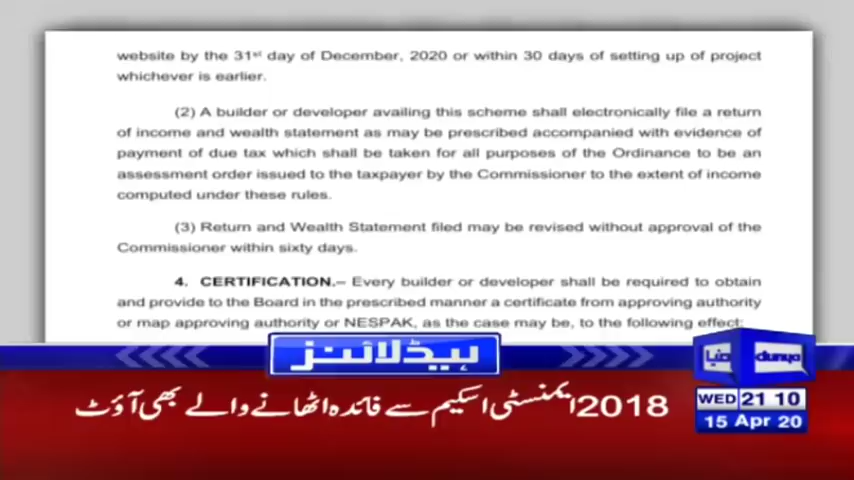 website by the 31st day of December, 2020 or within 30 days of setting up of project
whichever is earlier.
(2) A builder or developer availing this scheme shall electronically file a return
of income and wealth statement as may be prescribed accompanied with evidence of
payment of due tax which shall be taken for all purposes of the Ordinance to be an
assessment order issued to the taxpayer by the Commissioner to the extent of income
computed under these rules.
(3) Return and Wealth Statement filed may be revised without approval of the
Commissioner within sixty days.
4. CERTIFICATION.– Every builder or developer shall be required to obtain
and provide to the Board in the prescribed manner a certificate from approving authority
or map approving authority or NESPAK, as the case may be, to the following effect:
ہیڈلائنز
دنیا dunya
2018ایمنسٹی اسکیم سے فائدہ اٹھانے والے بھی آؤٹ
WED 21 10
15 Apr 20